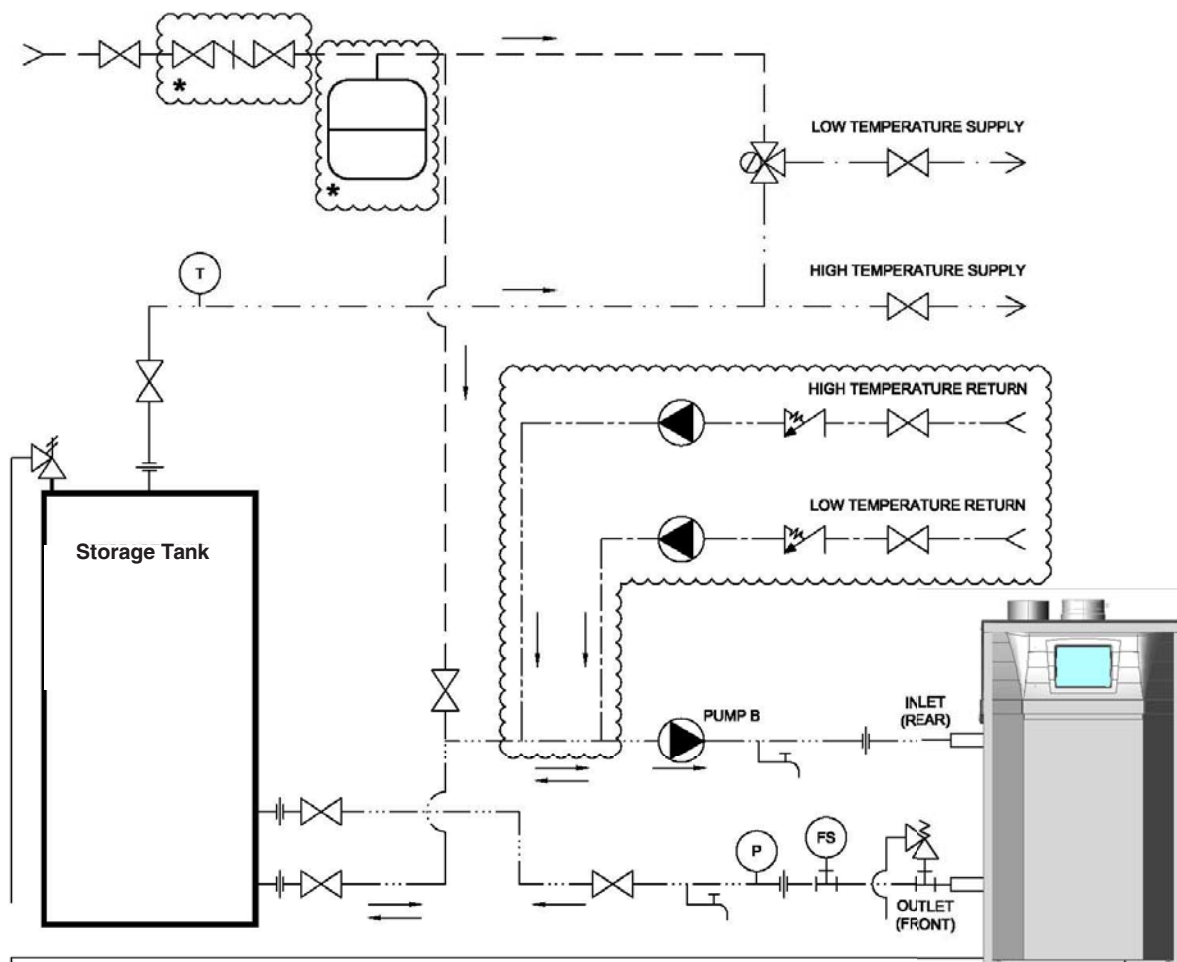 *
*
LOW TEMPERATURE SUPPLY
T
HIGH TEMPERATURE SUPPLY
HIGH TEMPERATURE RETURN
LOW TEMPERATURE RETURN
Storage Tank
PUMP B
INLET
(REAR)
P
FS
OUTLET
(FRONT)